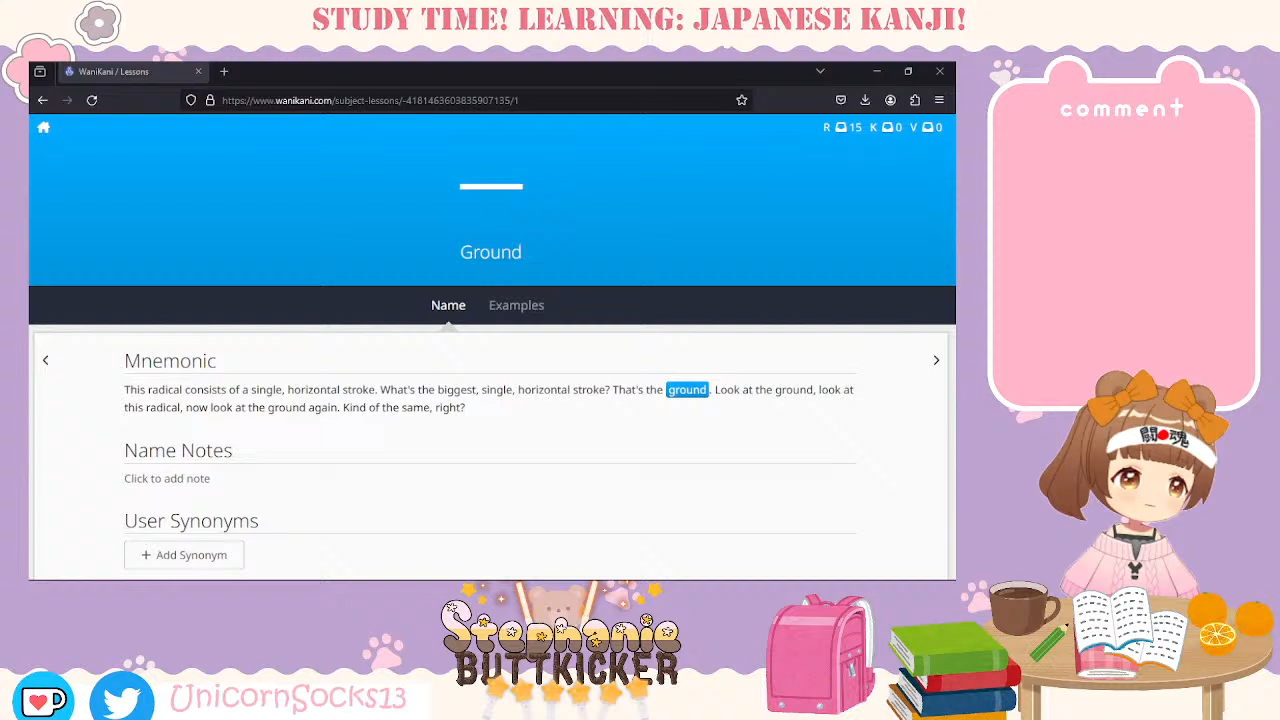 STUDY TIME! LEARNING: JAPANESE KANJI!
WaniKani / Lessons
https://www.wanikani.com/subject-lessons/-4181463603835907135/1
R 15 K 0 V 0
一
Ground
Name Examples
Mnemonic
This radical consists of a single, horizontal stroke. What's the biggest, single, horizontal stroke? That's the ground. Look at the ground, look at
this radical, now look at the ground again. Kind of the same, right?
Name Notes
Click to add note
User Synonyms
+ Add Synonym
comment
闘魂
Stephanie
BUTTKICKER
UnicornSocks13